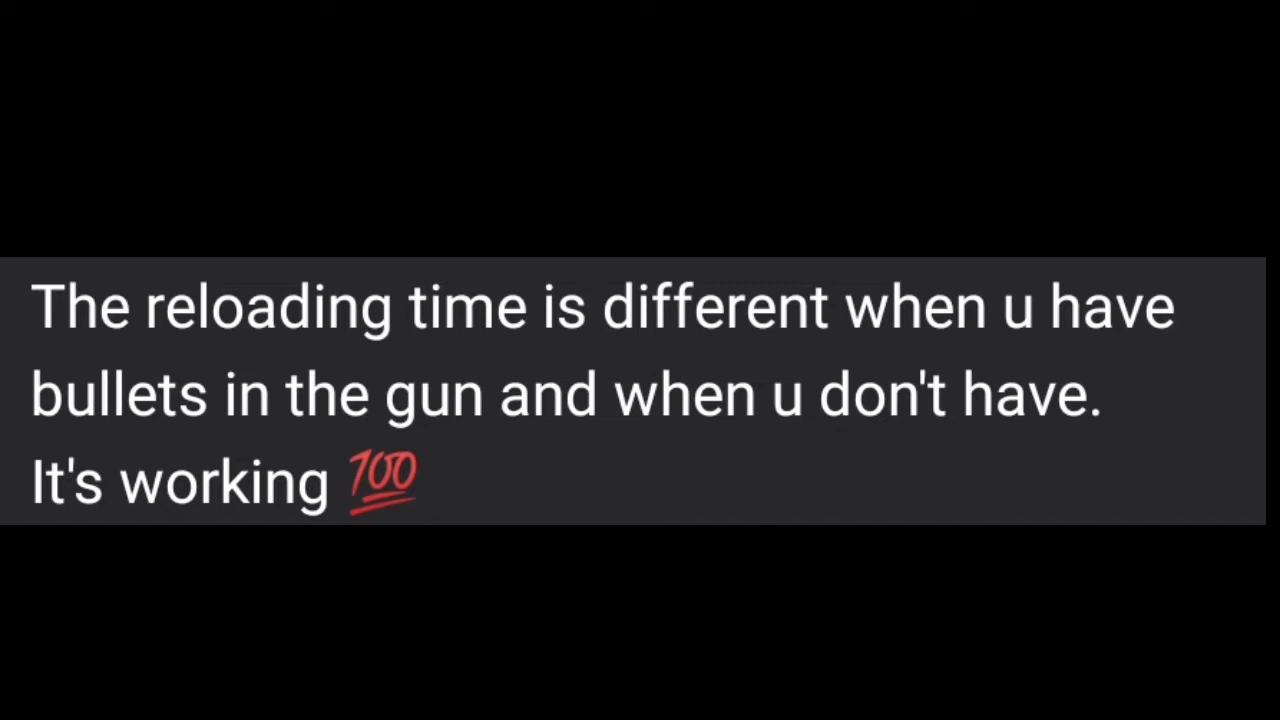 The reloading time is different when u have
bullets in the gun and when u don't have.
It's working 💯